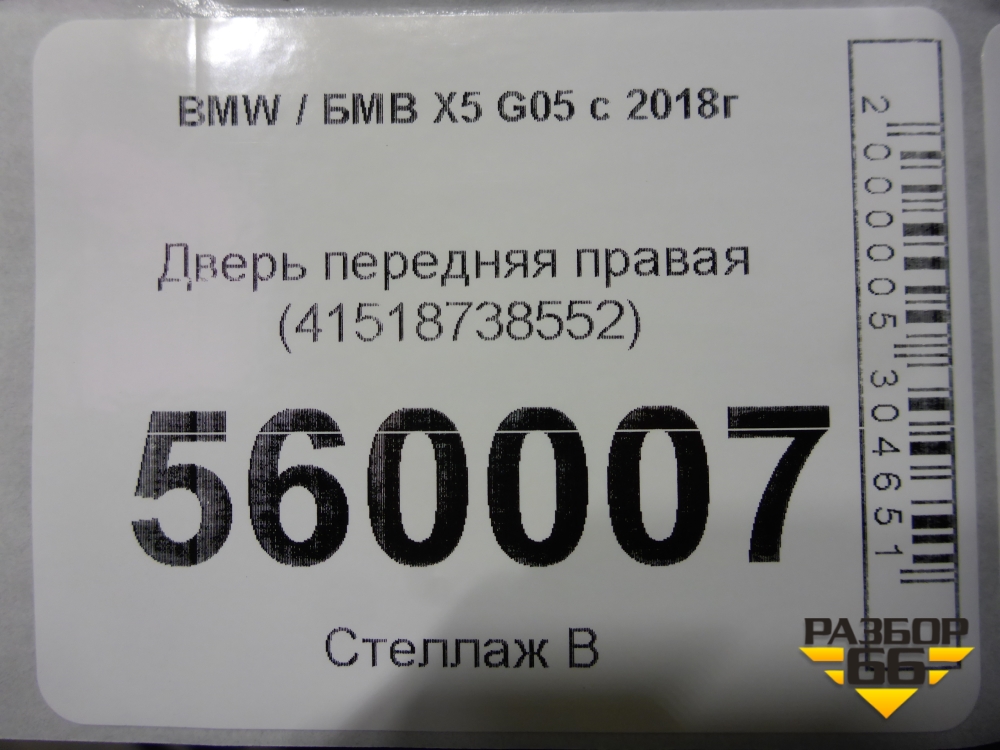 BMW / БМВ X5 G05 с 2018г
Дверь передняя правая
(41518738552)
560007
Стеллаж В
2000005304651
РАЗБОР
66